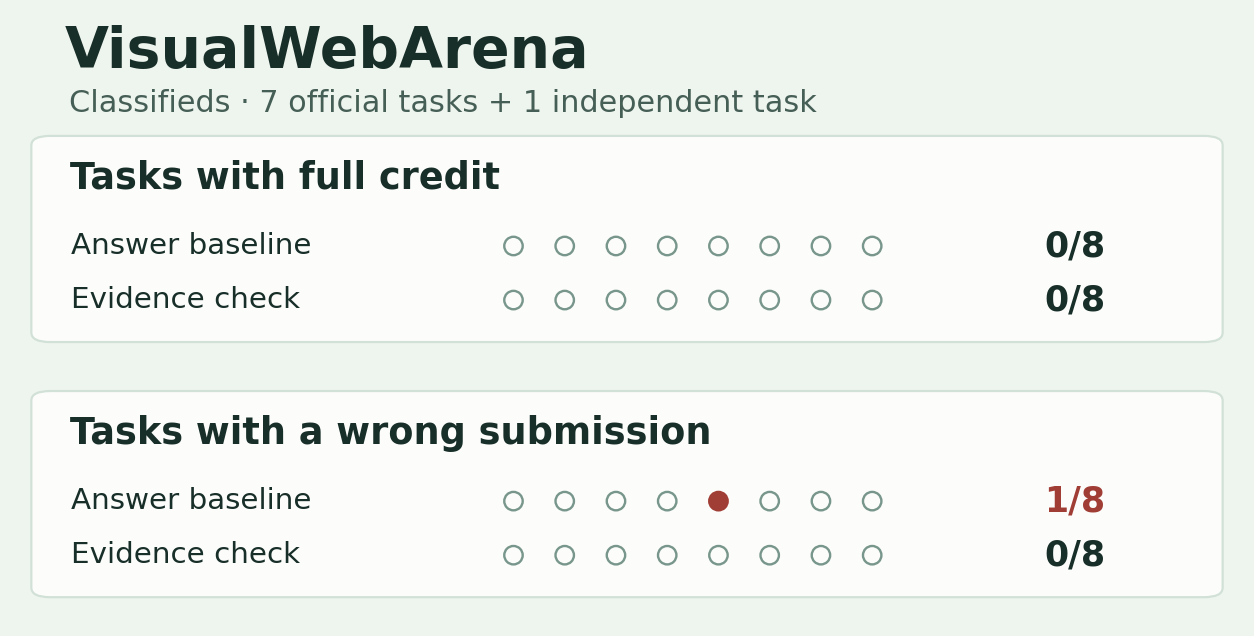 VisualWebArena
Classifieds · 7 official tasks + 1 independent task
Tasks with full credit
Answer baseline 0/8
Evidence check 0/8
Tasks with a wrong submission
Answer baseline 1/8
Evidence check 0/8